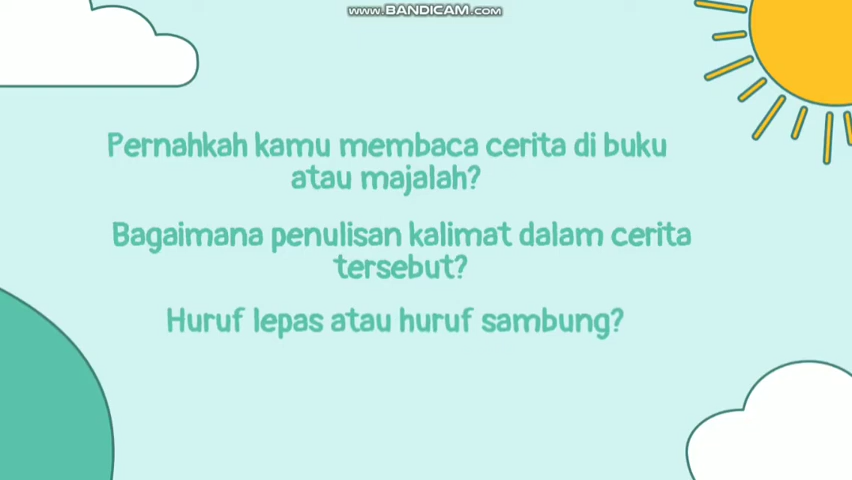 www.BANDICAM.com
Pernahkah kamu membaca cerita di buku
atau majalah?
Bagaimana penulisan kalimat dalam cerita
tersebut?
Huruf lepas atau huruf sambung?